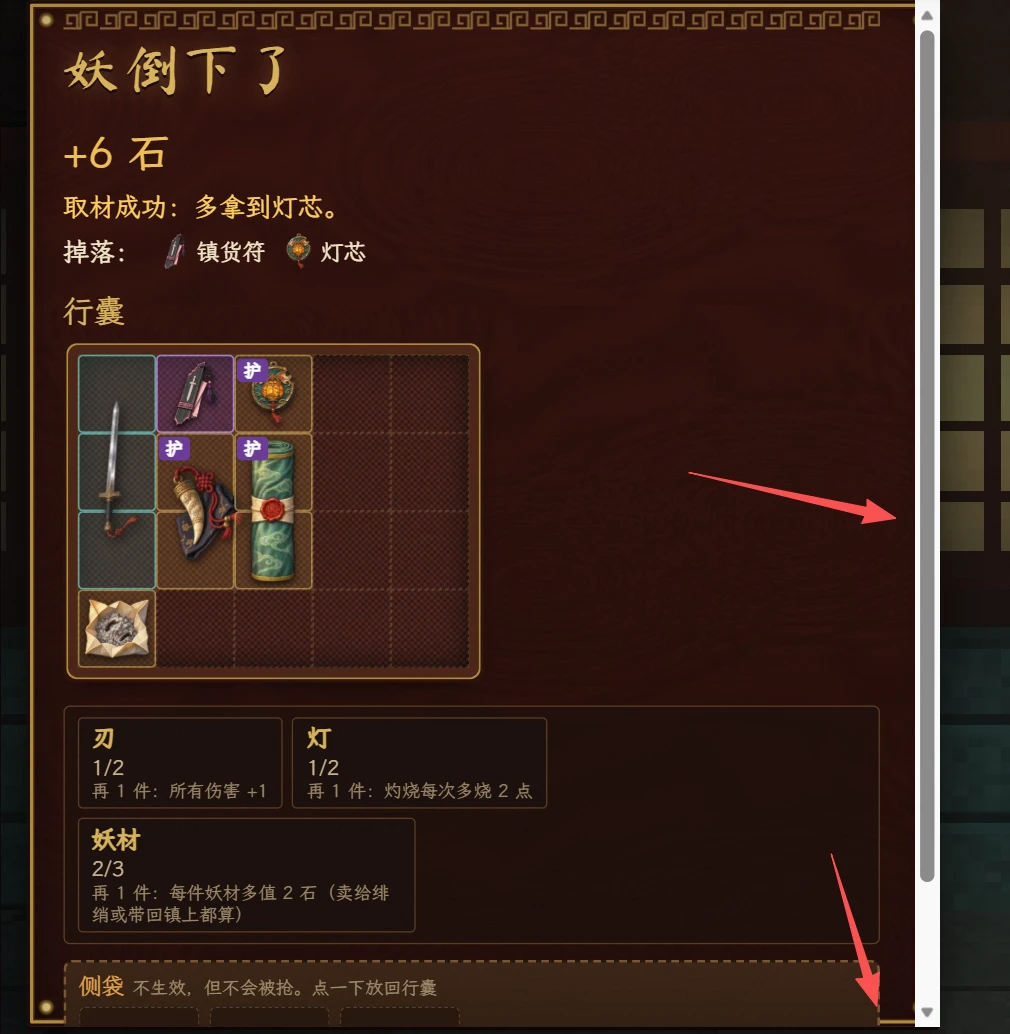 妖倒下了
+6 石
取材成功：多拿到灯芯。
掉落： 镇货符 灯芯
行囊
护
护 护
刃
1/2
再 1 件：所有伤害 +1
灯
1/2
再 1 件：灼烧每次多烧 2 点
妖材
2/3
再 1 件：每件妖材多值 2 石（卖给绯
绡或带回镇上都算）
侧袋 不生效，但不会被抢。点一下放回行囊